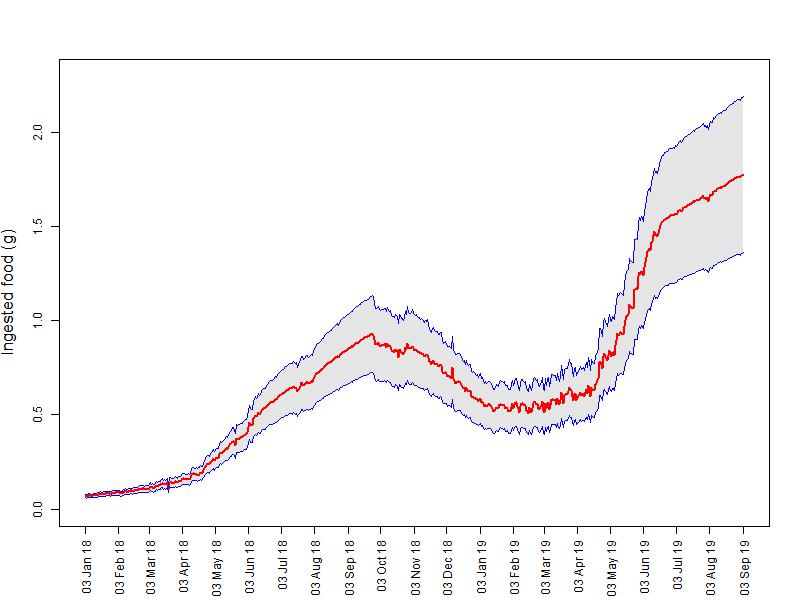 Ingested food (g)
2.0
1.5
1.0
0.5
0.0
03 Jan 18
03 Feb 18
03 Mar 18
03 Apr 18
03 May 18
03 Jun 18
03 Jul 18
03 Aug 18
03 Sep 18
03 Oct 18
03 Nov 18
03 Dec 18
03 Jan 19
03 Feb 19
03 Mar 19
03 Apr 19
03 May 19
03 Jun 19
03 Jul 19
03 Aug 19
03 Sep 19